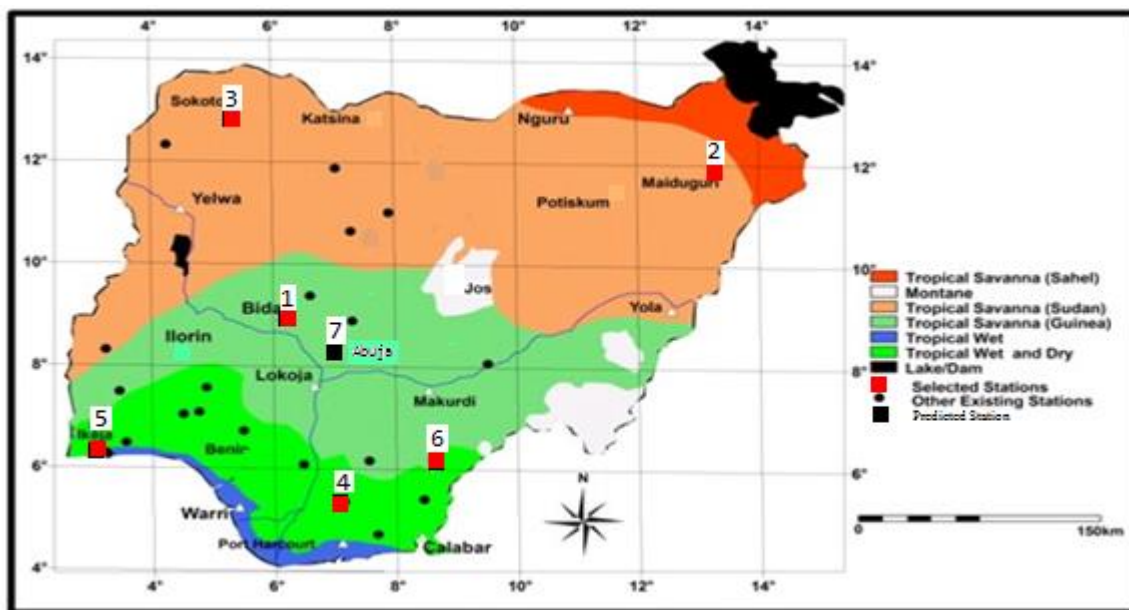 4° 6° 8° 10° 12° 14°
14° 14°
Sokoto 3 Katsina Nguru
12° 2 12°
Maiduguri
Yelwa Potiskum
10° 10°
Jos
Bida 1 Yola
7
Ilorin Abuja
8° 8°
Lokoja Makurdi
5 6
Ikeja Benin
6° 6°
4 N
Warri
Port Harcourt Calabar
4° 4°
4° 6° 8° 10° 12° 14°
Tropical Savanna (Sahel)
Montane
Tropical Savanna (Sudan)
Tropical Savanna (Guinea)
Tropical Wet
Tropical Wet and Dry
Lake/Dam
Selected Stations
Other Existing Stations
Predicted Station
0 150km